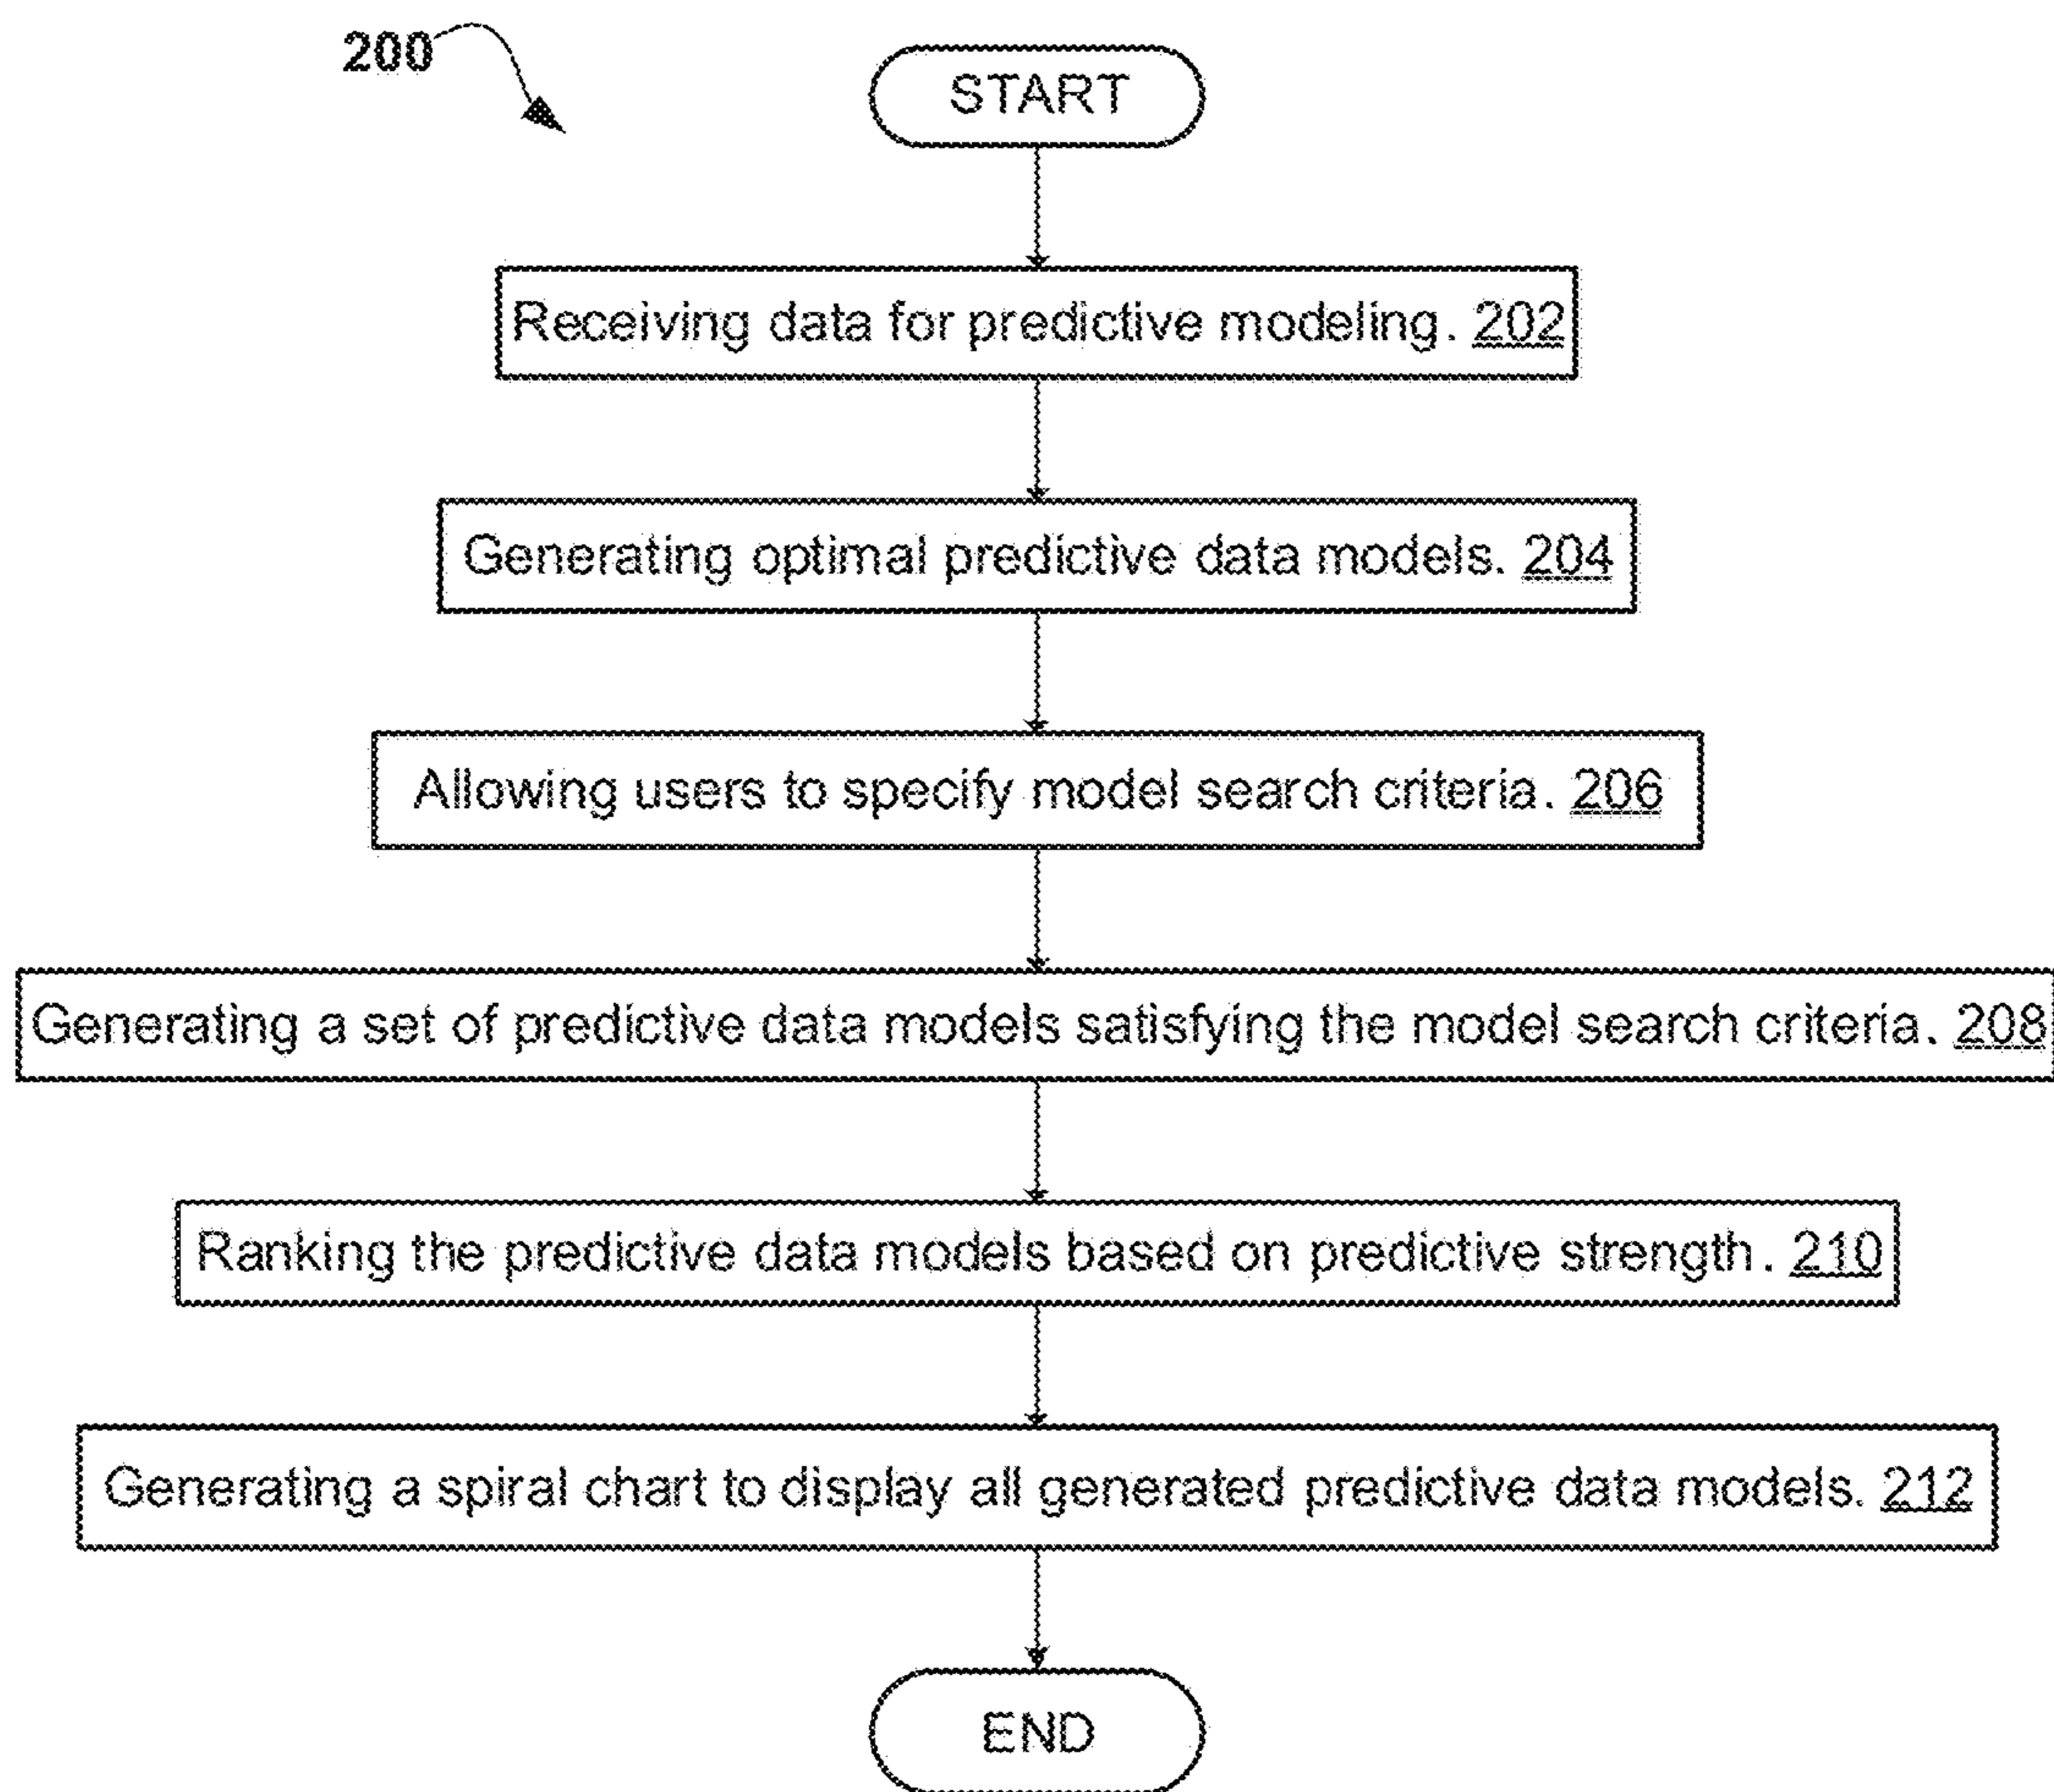 200
START
Receiving data for predictive modeling. 202
Generating optimal predictive data models. 204
Allowing users to specify model search criteria. 206
Generating a set of predictive data models satisfying the model search criteria. 208
Ranking the predictive data models based on predictive strength. 210
Generating a spiral chart to display all generated predictive data models. 212
END